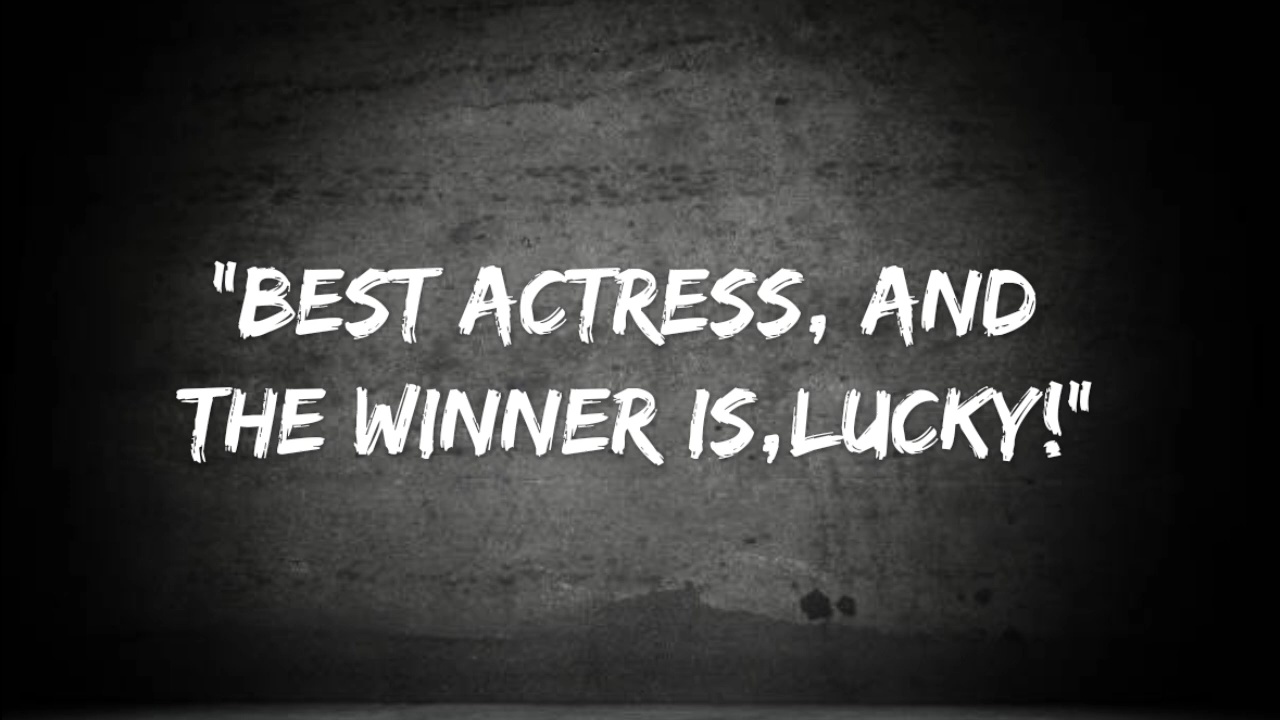 "BEST ACTRESS, AND
THE WINNER IS,LUCKY!"